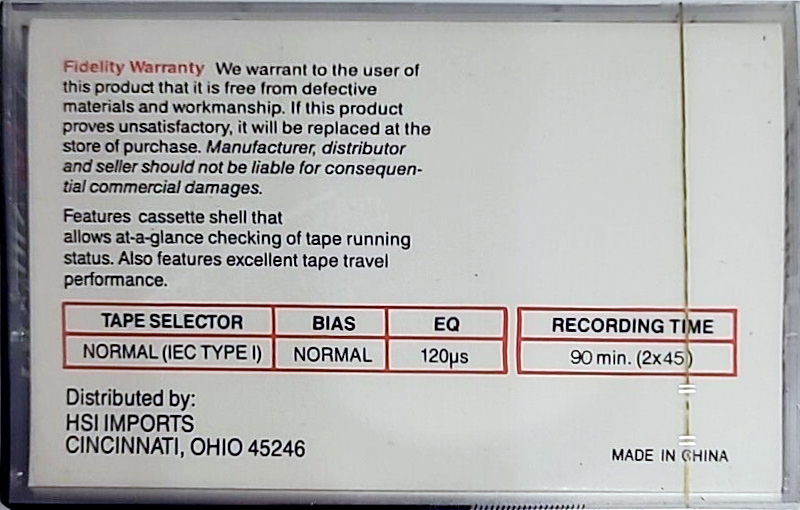 Fidelity Warranty We warrant to the user of
this product that it is free from defective
materials and workmanship. If this product
proves unsatisfactory, it will be replaced at the
store of purchase. Manufacturer, distributor
and seller should not be liable for consequen-
tial commercial damages.
Features cassette shell that
allows at-a-glance checking of tape running
status. Also features excellent tape travel
performance.
TAPE SELECTOR BIAS EQ RECORDING TIME
NORMAL (IEC TYPE I) NORMAL 120µs 90 min. (2x45)
Distributed by:
HSI IMPORTS
CINCINNATI, OHIO 45246
MADE IN CHINA